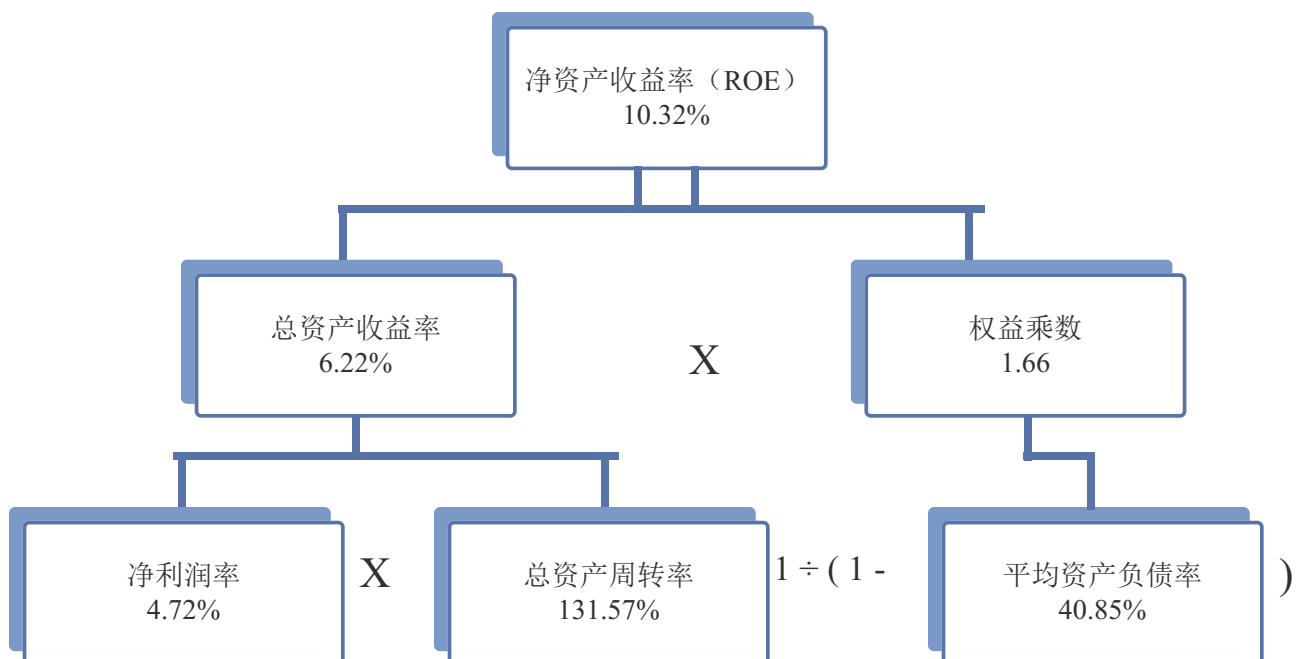 净资产收益率（ROE）
10.32%
总资产收益率
6.22%
X
权益乘数
1.66
净利润率
4.72%
X
总资产周转率
131.57%
1 ÷ ( 1 -
平均资产负债率
40.85%
)